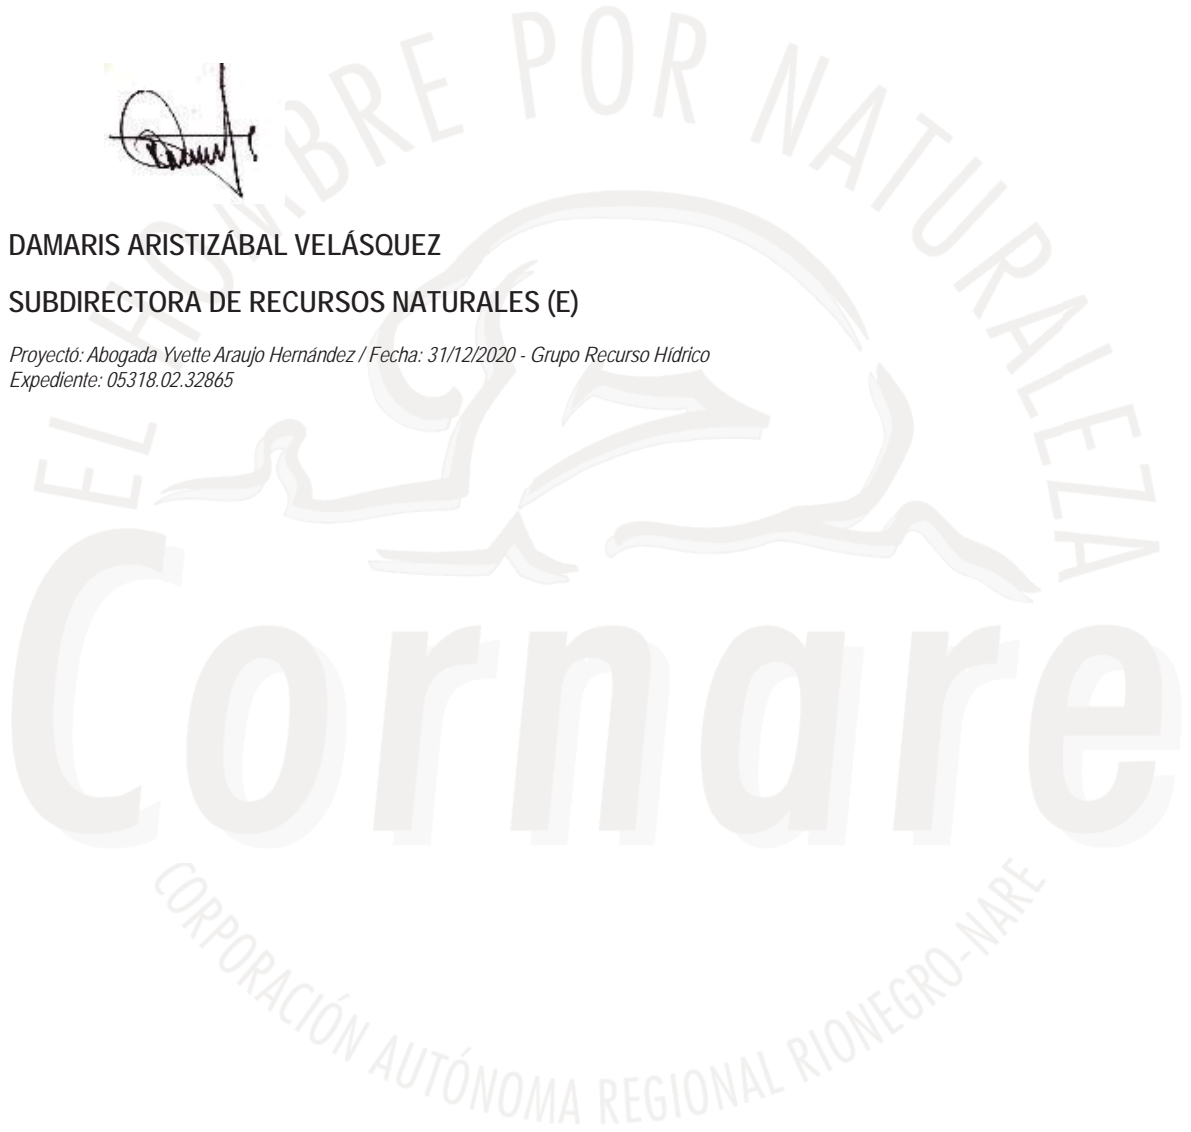 DAMARIS ARISTIZÁBAL VELÁSQUEZ
SUBDIRECTORA DE RECURSOS NATURALES (E)
Proyectó: Abogada Yvette Araujo Hernández / Fecha: 31/12/2020 - Grupo Recurso Hídrico
Expediente: 05318.02.32865
EL HOMBRE POR NATURALEZA
Cornare
CORPORACIÓN AUTÓNOMA REGIONAL RIONEGRO-NARE